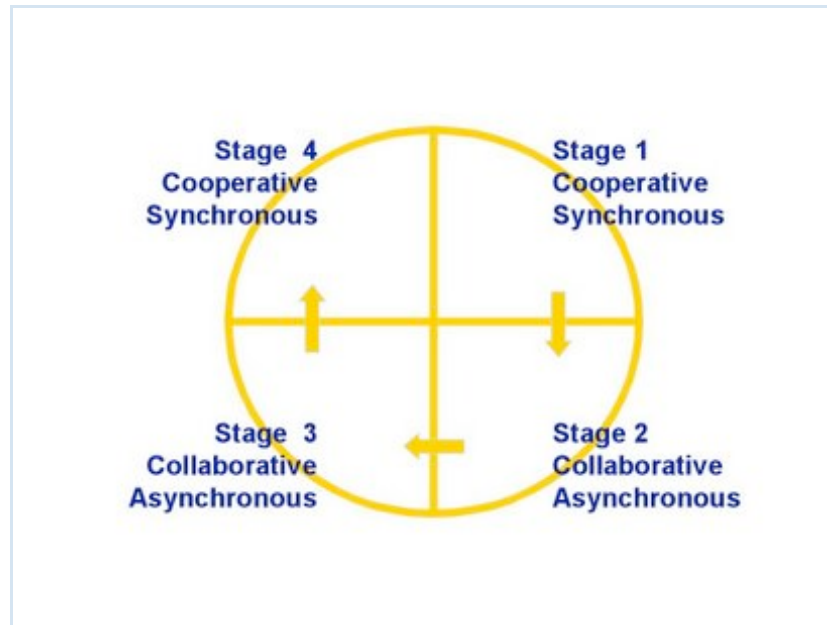 Stage 4
Cooperative
Synchronous
Stage 1
Cooperative
Synchronous
Stage 3
Collaborative
Asynchronous
Stage 2
Collaborative
Asynchronous